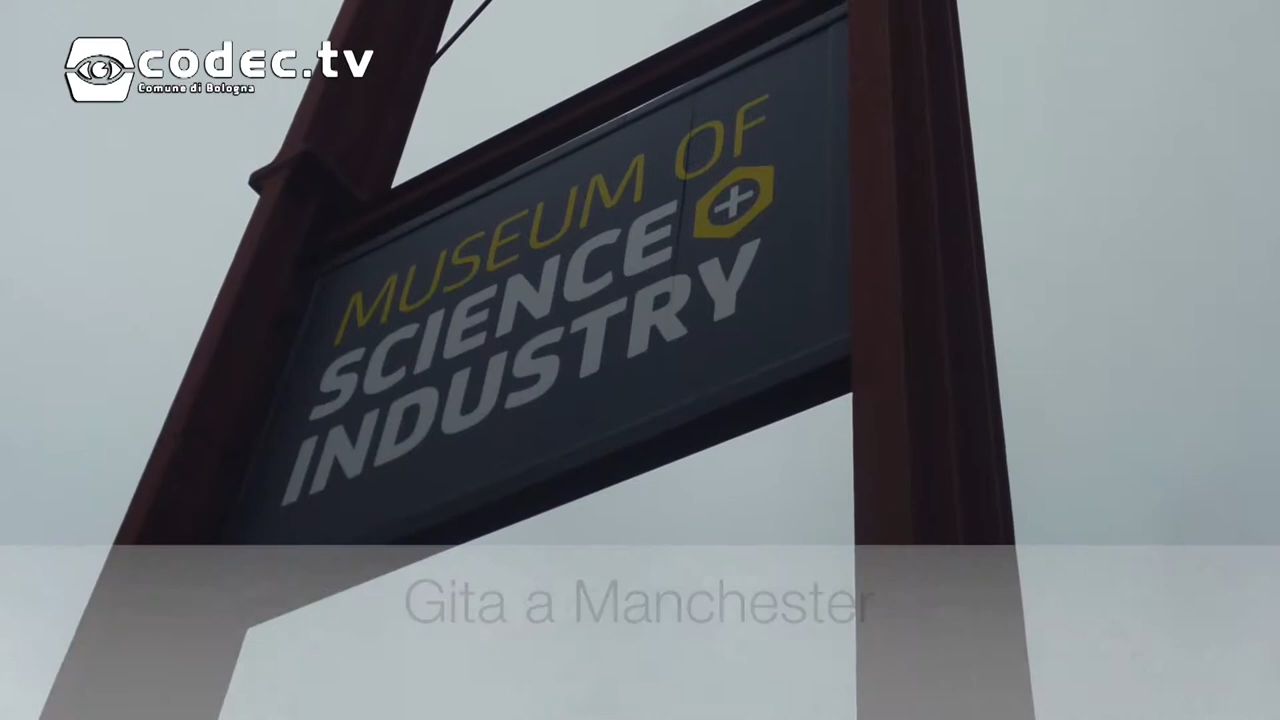 codec.tv
Comune di Bologna
MUSEUM OF
SCIENCE +
INDUSTRY
Gita a Manchester